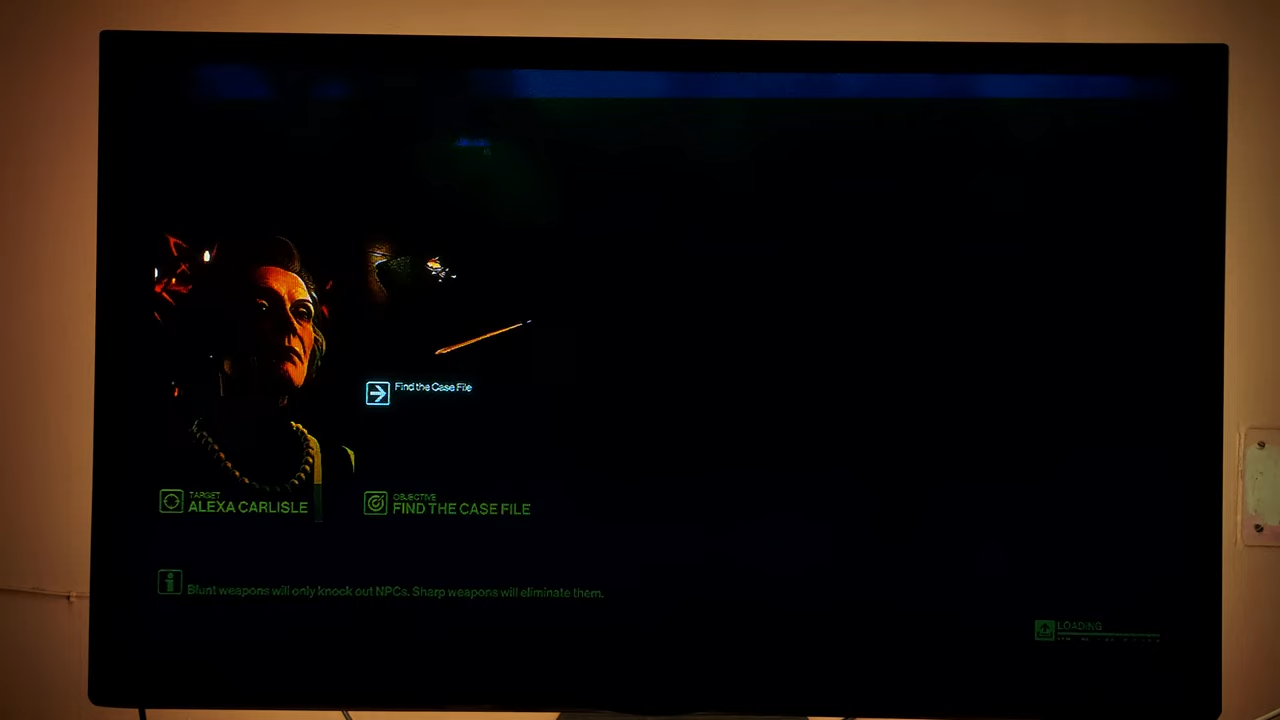 Find the Case File
TARGET
ALEXA CARLISLE
OBJECTIVE
FIND THE CASE FILE
Blunt weapons will only knock out NPCs. Sharp weapons will eliminate them.
LOADING